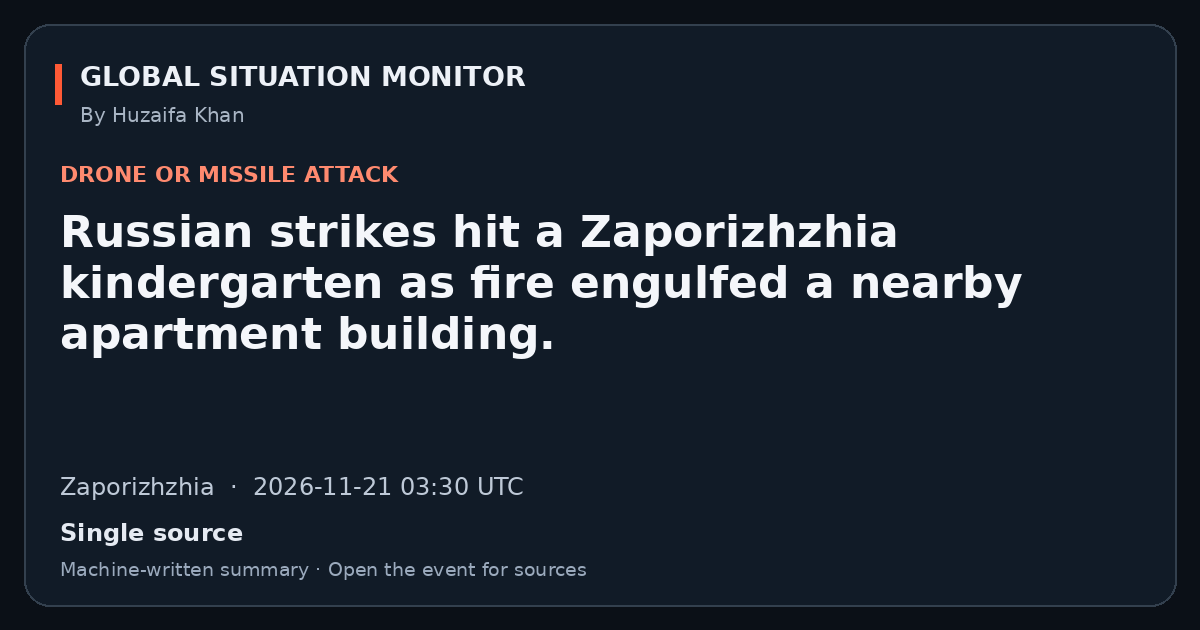 GLOBAL SITUATION MONITOR
By Huzaifa Khan
DRONE OR MISSILE ATTACK
Russian strikes hit a Zaporizhzhia
kindergarten as fire engulfed a nearby
apartment building.
Zaporizhzhia · 2026-11-21 03:30 UTC
Single source
Machine-written summary · Open the event for sources